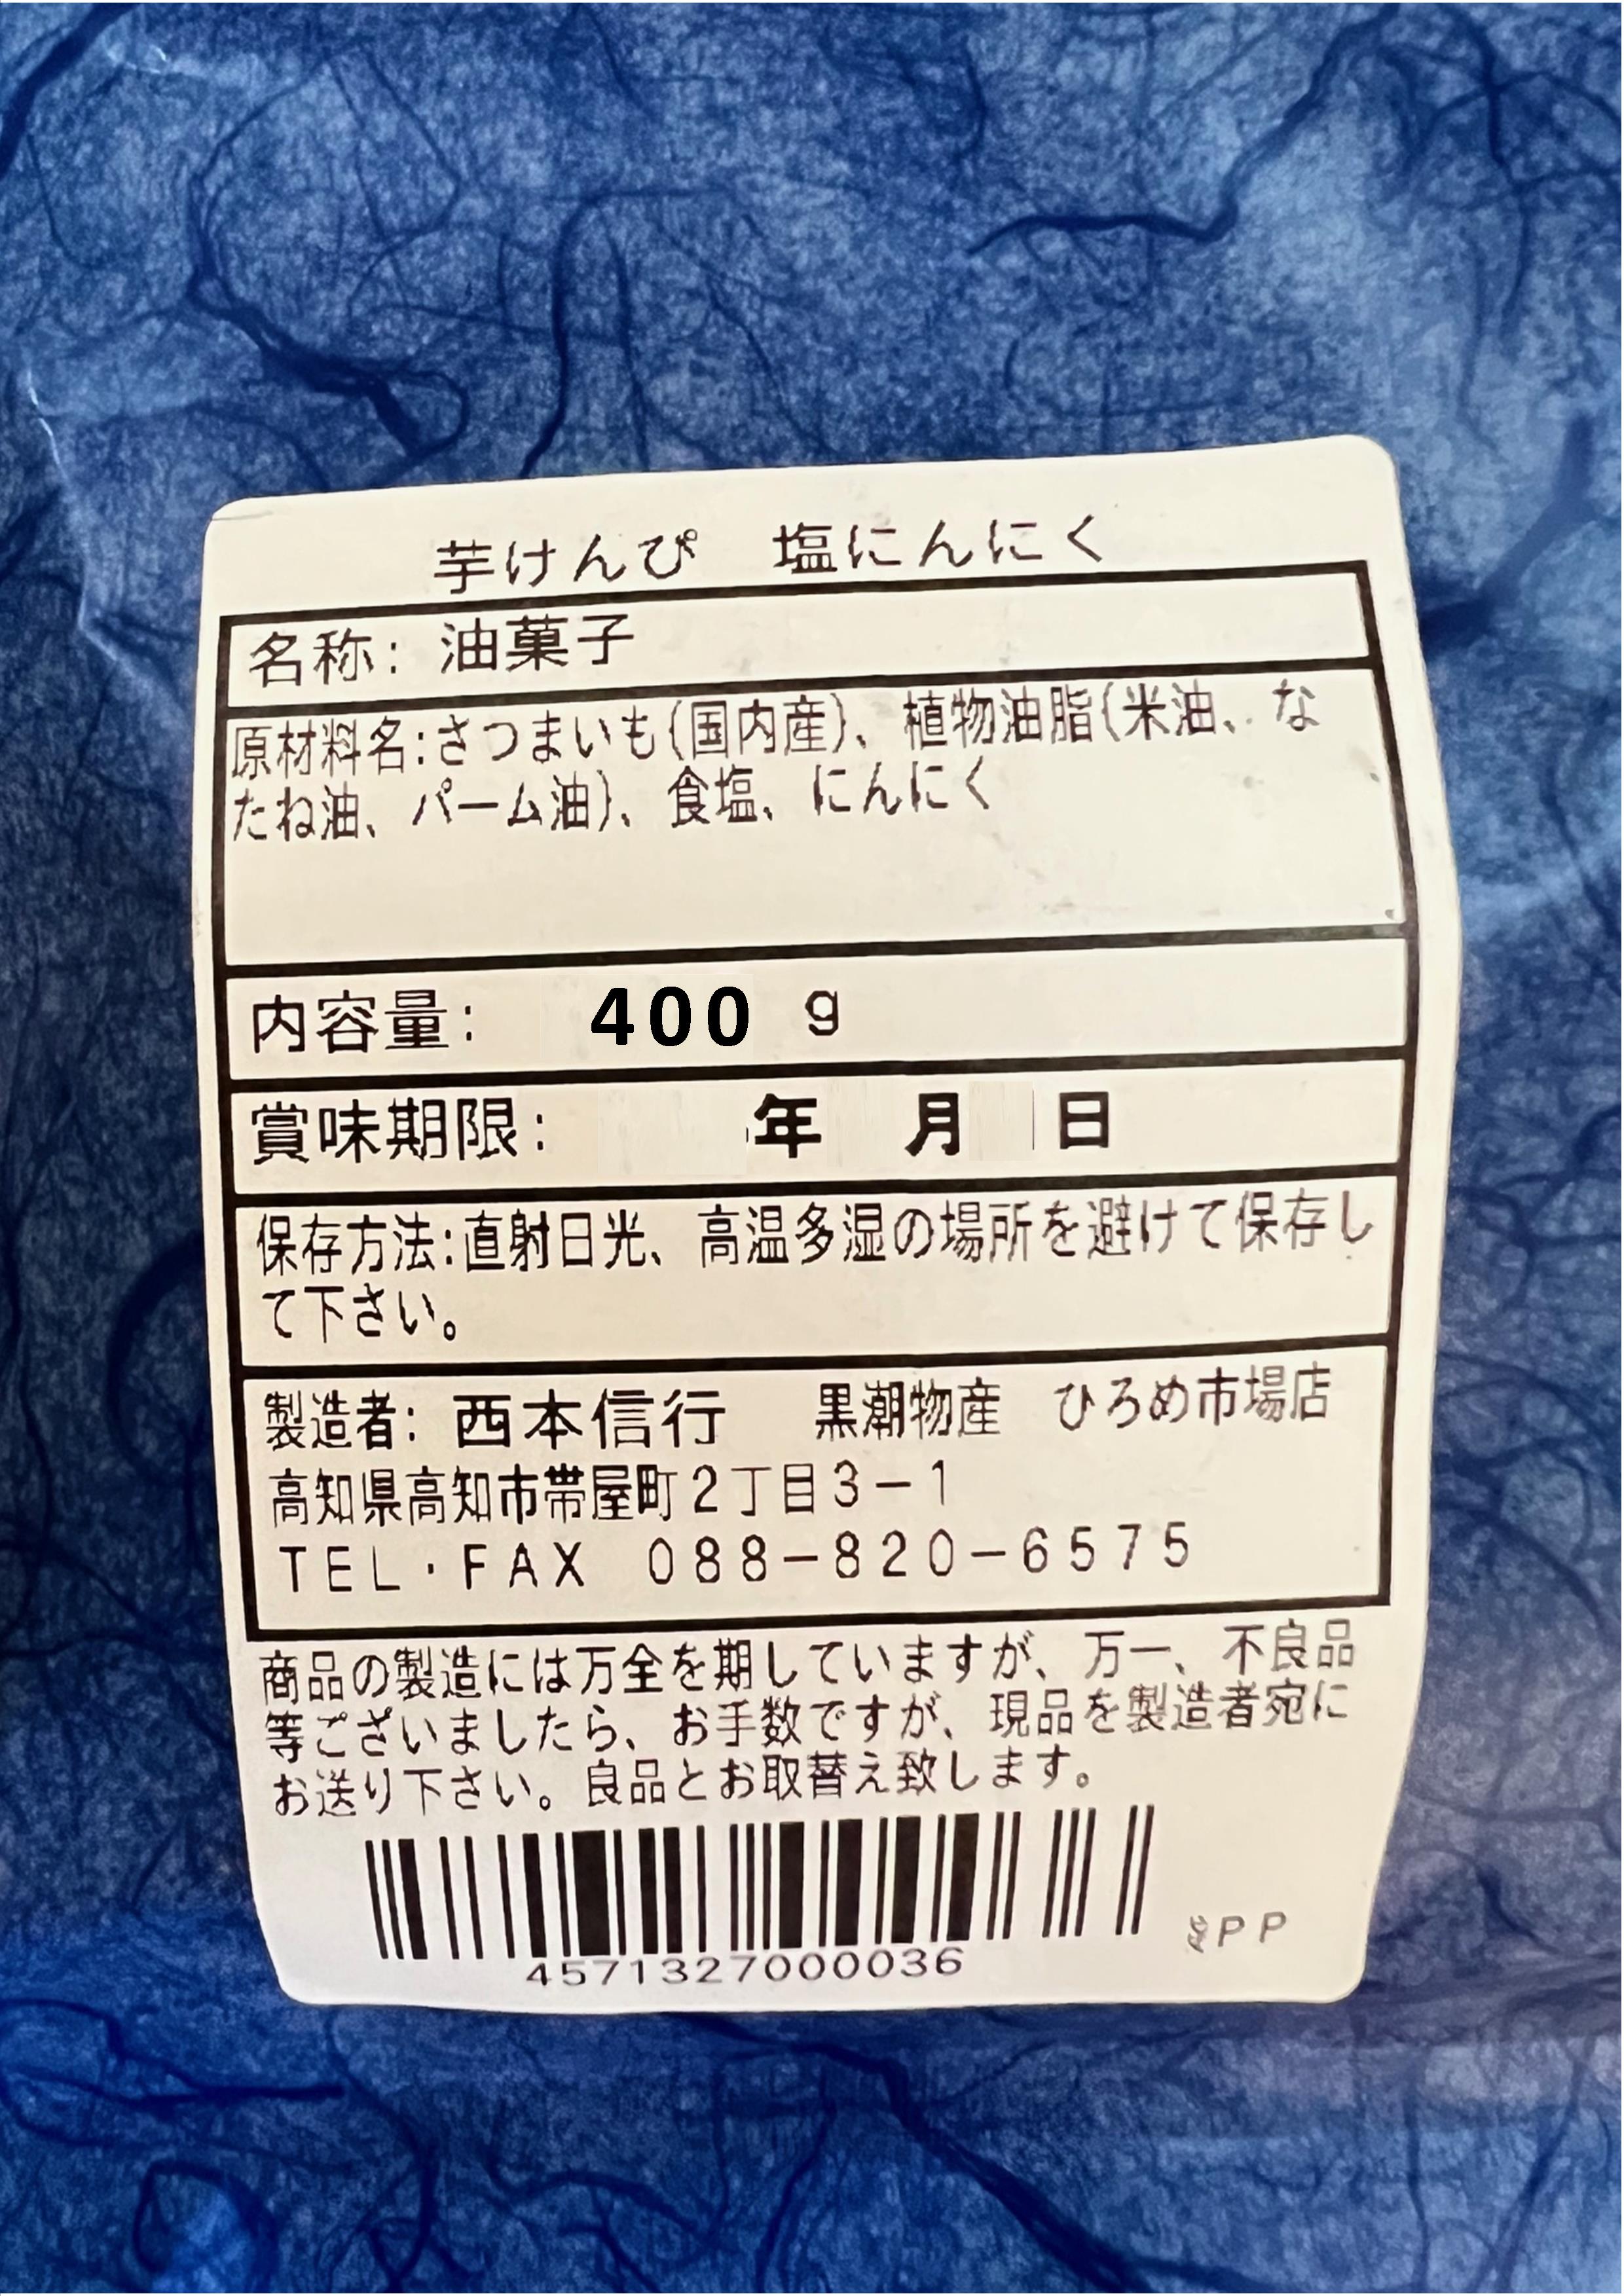 芋けんぴ　塩にんにく
名称: 油菓子
原材料名:さつまいも(国内産)、植物油脂(米油、な
たね油、パーム油)、食塩、にんにく
内容量: 400 g
賞味期限: 年 月 日
保存方法:直射日光、高温多湿の場所を避けて保存し
て下さい。
製造者: 西本信行　黒潮物産　ひろめ市場店
高知県高知市帯屋町2丁目3−1
TEL・FAX 088−820−6575
商品の製造には万全を期していますが、万一、不良品
等ございましたら、お手数ですが、現品を製造者宛に
お送り下さい。良品とお取替え致します。
4571327000036
PP